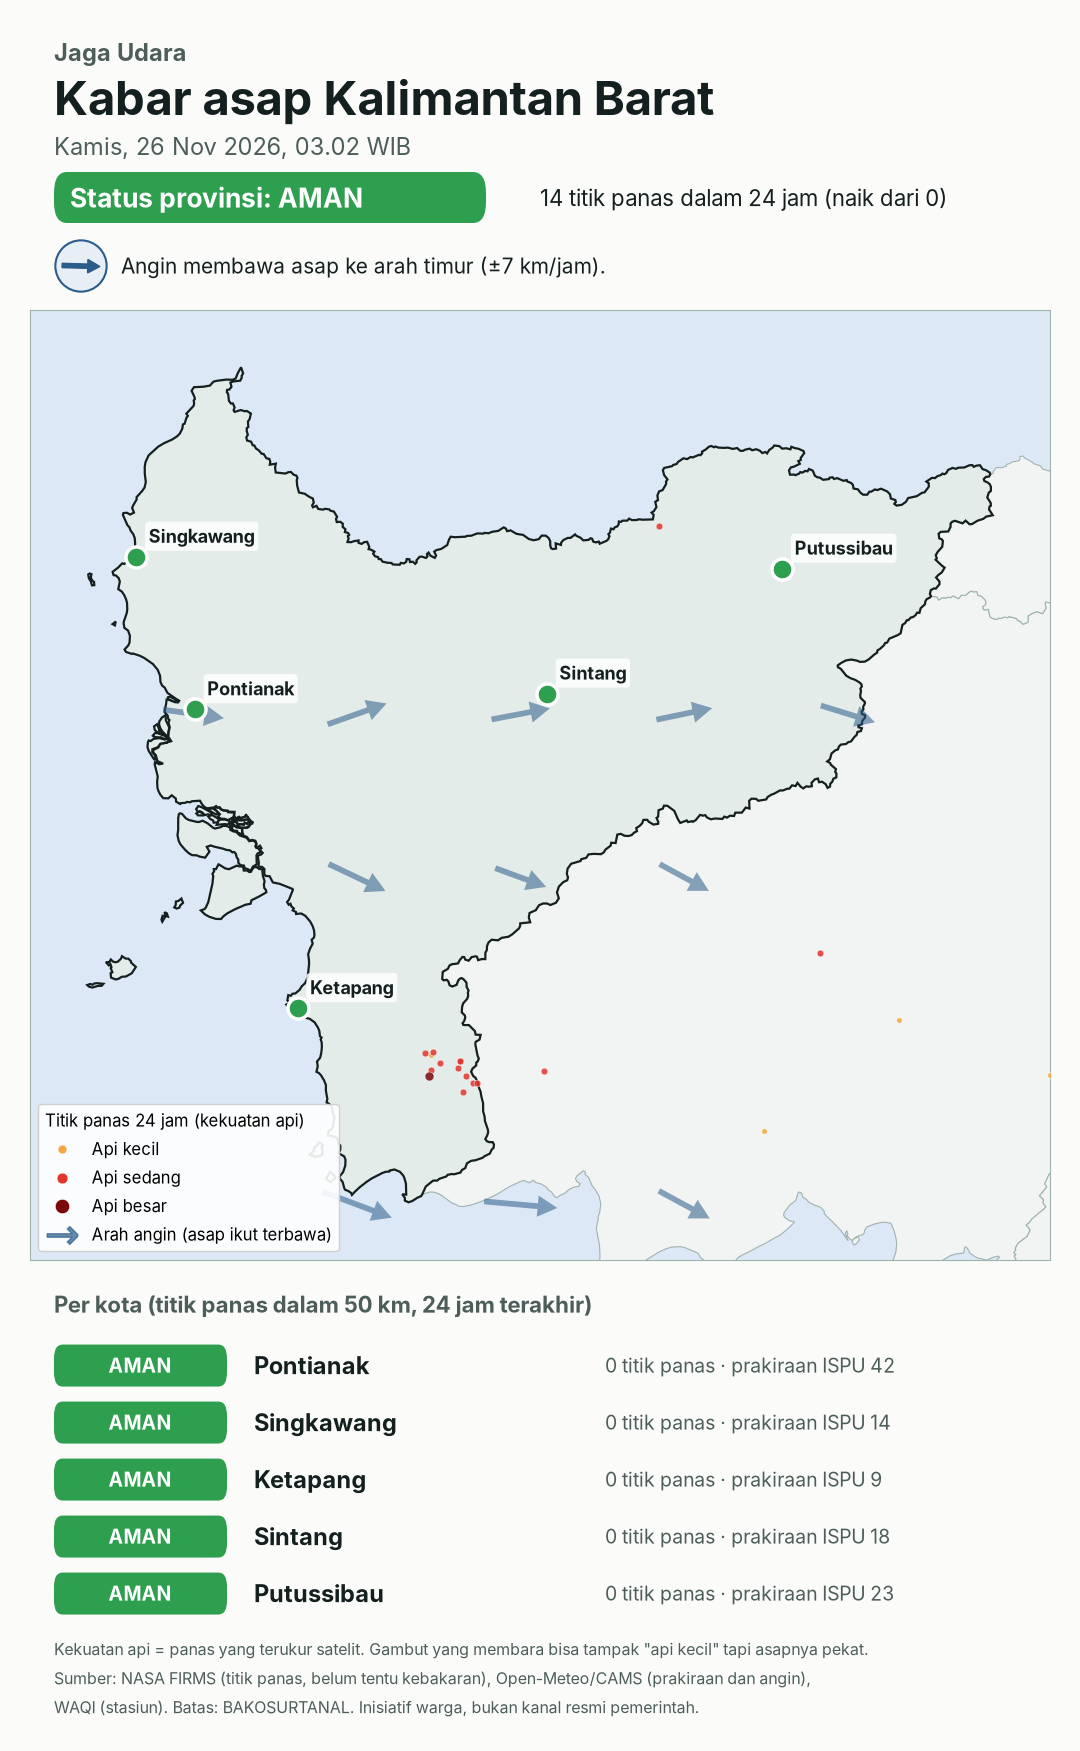 Jaga Udara
Kabar asap Kalimantan Barat
Kamis, 26 Nov 2026, 03.02 WIB
Status provinsi: AMAN
14 titik panas dalam 24 jam (naik dari 0)
Angin membawa asap ke arah timur (±7 km/jam).
Singkawang
Putussibau
Sintang
Pontianak
Ketapang
Titik panas 24 jam (kekuatan api)
Api kecil
Api sedang
Api besar
Arah angin (asap ikut terbawa)
Per kota (titik panas dalam 50 km, 24 jam terakhir)
AMAN Pontianak 0 titik panas · prakiraan ISPU 42
AMAN Singkawang 0 titik panas · prakiraan ISPU 14
AMAN Ketapang 0 titik panas · prakiraan ISPU 9
AMAN Sintang 0 titik panas · prakiraan ISPU 18
AMAN Putussibau 0 titik panas · prakiraan ISPU 23
Kekuatan api = panas yang terukur satelit. Gambut yang membara bisa tampak "api kecil" tapi asapnya pekat.
Sumber: NASA FIRMS (titik panas, belum tentu kebakaran), Open-Meteo/CAMS (prakiraan dan angin),
WAQI (stasiun). Batas: BAKOSURTANAL. Inisiatif warga, bukan kanal resmi pemerintah.